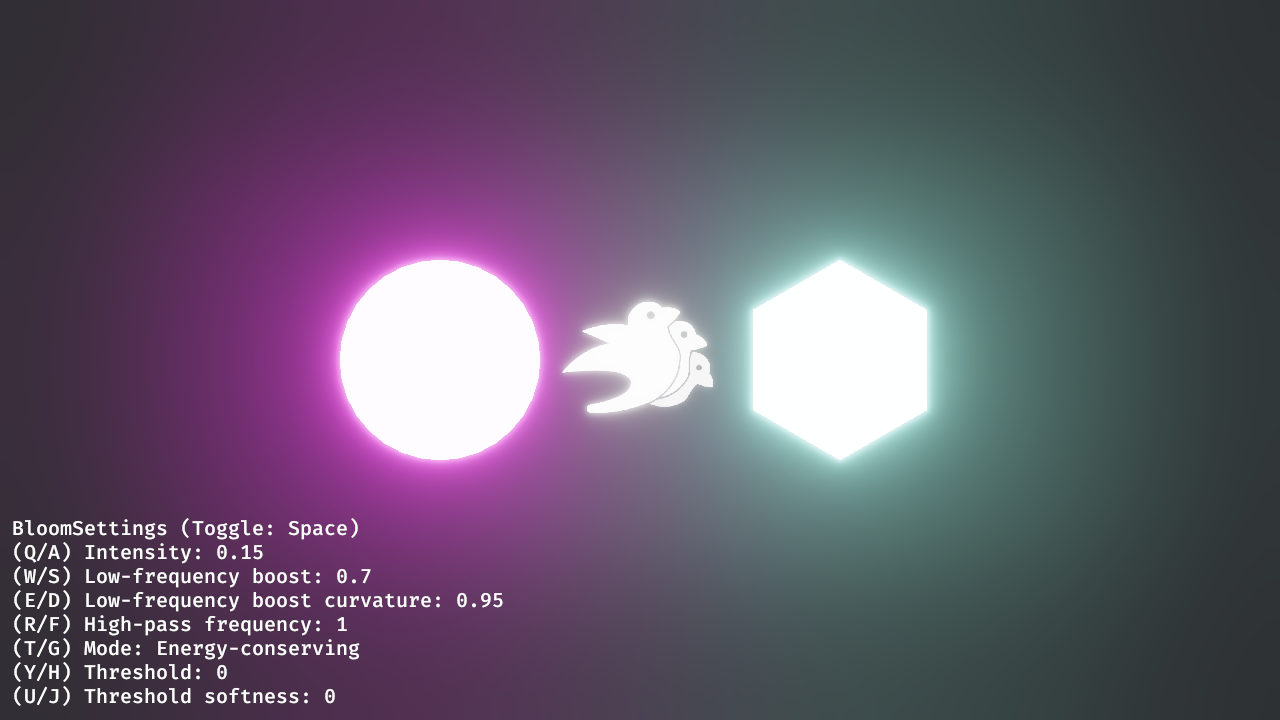 BloomSettings (Toggle: Space)
(Q/A) Intensity: 0.15
(W/S) Low-frequency boost: 0.7
(E/D) Low-frequency boost curvature: 0.95
(R/F) High-pass frequency: 1
(T/G) Mode: Energy-conserving
(Y/H) Threshold: 0
(U/J) Threshold softness: 0